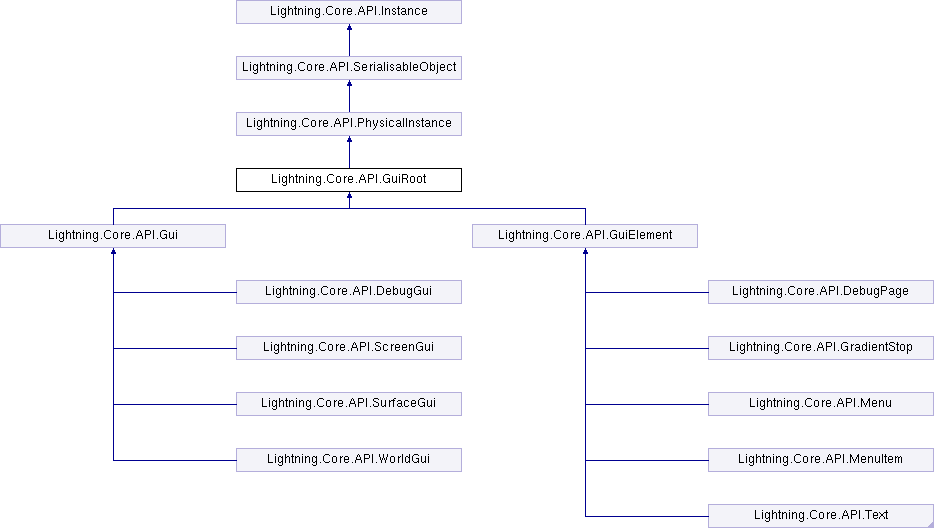 Lightning.Core.API.Instance
Lightning.Core.API.SerialisableObject
Lightning.Core.API.PhysicalInstance
Lightning.Core.API.GuiRoot
Lightning.Core.API.Gui
Lightning.Core.API.GuiElement
Lightning.Core.API.DebugGui
Lightning.Core.API.DebugPage
Lightning.Core.API.ScreenGui
Lightning.Core.API.GradientStop
Lightning.Core.API.SurfaceGui
Lightning.Core.API.Menu
Lightning.Core.API.WorldGui
Lightning.Core.API.MenuItem
Lightning.Core.API.Text